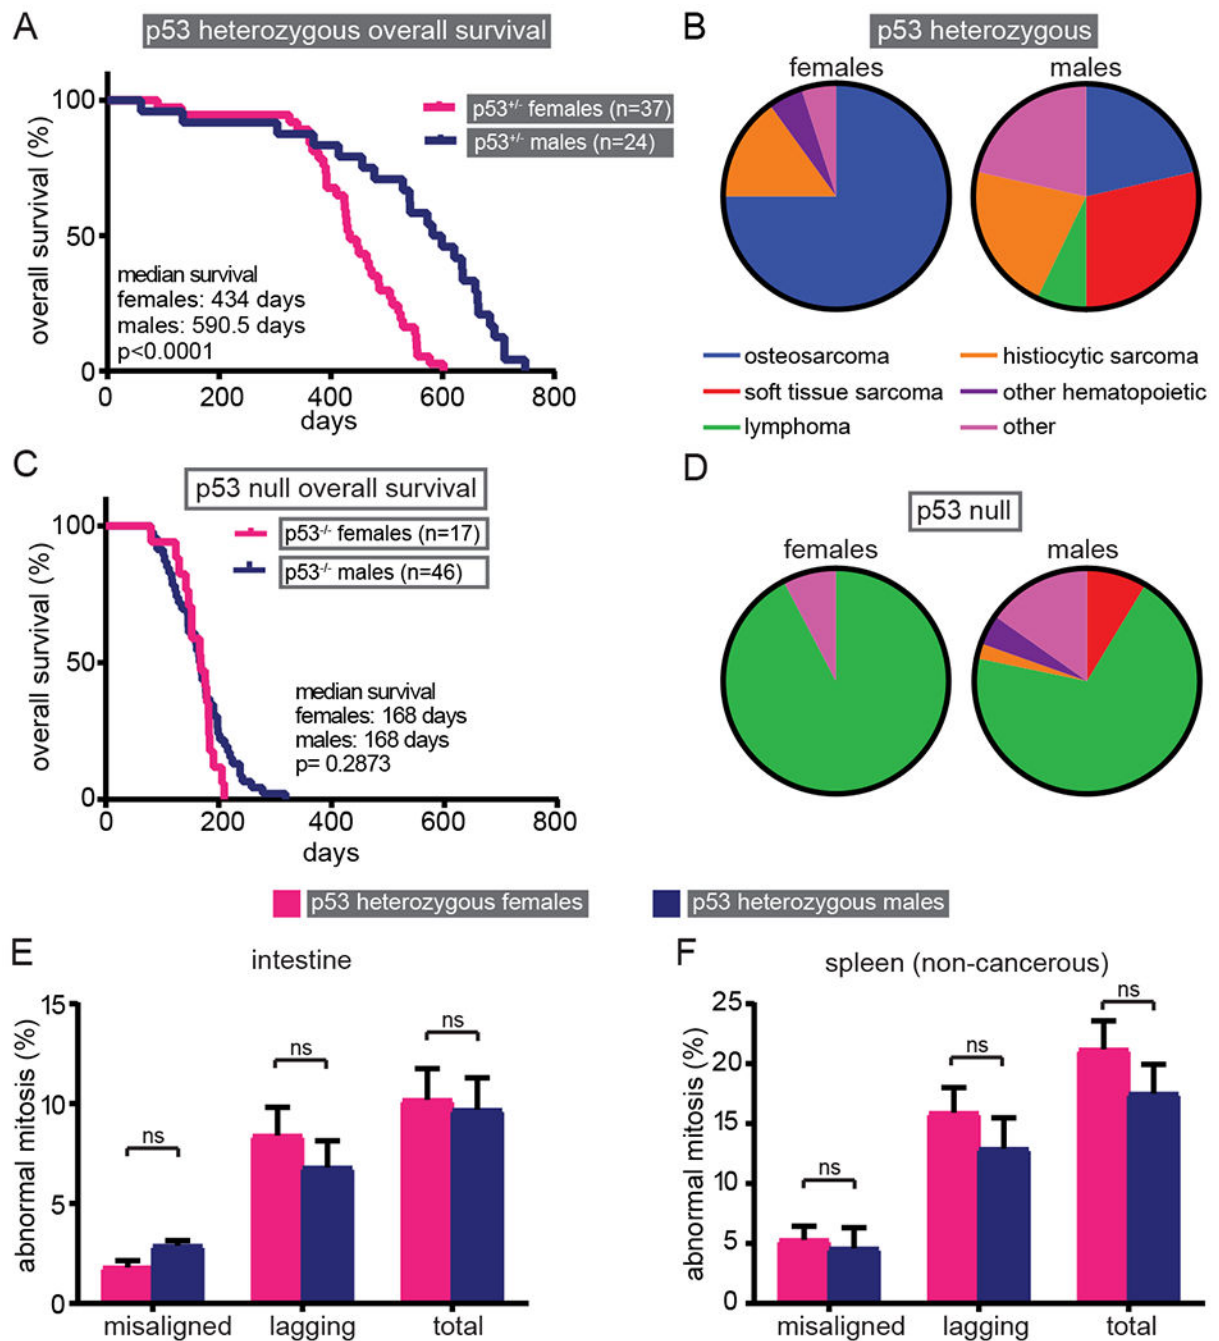 A
p53 heterozygous overall survival
overall survival (%)
100
50
0
p53+/- females (n=37)
p53+/- males (n=24)
median survival
females: 434 days
males: 590.5 days
p<0.0001
0 200 400 600 800
days
B
p53 heterozygous
females males
osteosarcoma
soft tissue sarcoma
lymphoma
histiocytic sarcoma
other hematopoietic
other
C
p53 null overall survival
overall survival (%)
100
50
0
p53-/- females (n=17)
p53-/- males (n=46)
median survival
females: 168 days
males: 168 days
p= 0.2873
0 200 400 600 800
days
D
p53 null
females males
p53 heterozygous females
p53 heterozygous males
E
intestine
abnormal mitosis (%)
15
10
5
0
ns
ns
ns
misaligned lagging total
F
spleen (non-cancerous)
abnormal mitosis (%)
25
20
15
10
5
0
ns
ns
ns
misaligned lagging total